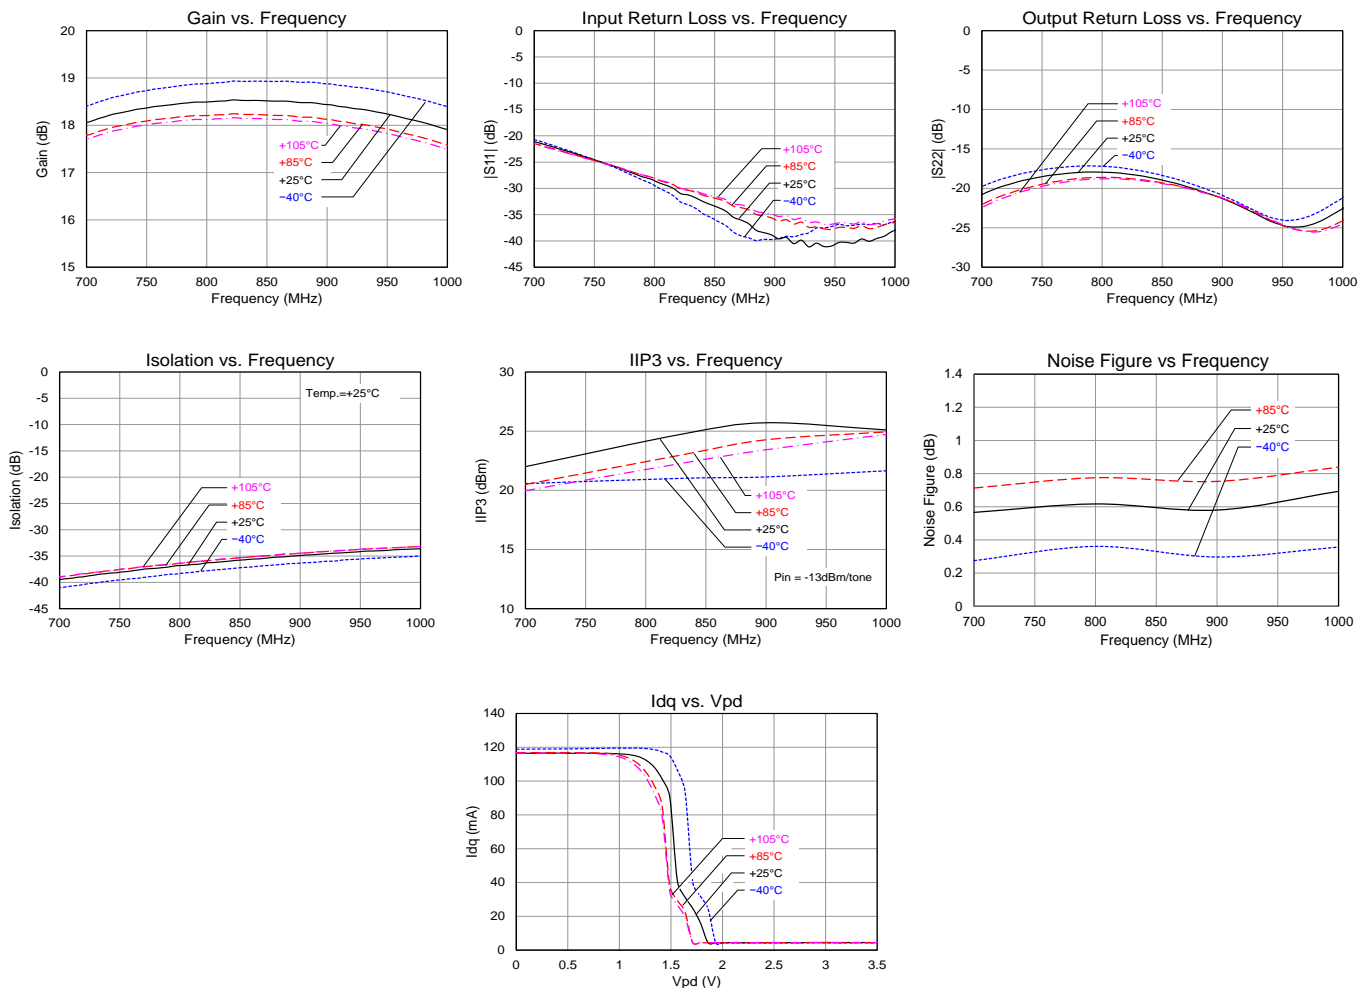 Gain vs. Frequency
20
19
18
17
16
15
Gain (dB)
+105°C
+85°C
+25°C
−40°C
700 750 800 850 900 950 1000
Frequency (MHz)
Input Return Loss vs. Frequency
0
-5
-10
-15
-20
-25
-30
-35
-40
-45
|S11| (dB)
+105°C
+85°C
+25°C
−40°C
700 750 800 850 900 950 1000
Frequency (MHz)
Output Return Loss vs. Frequency
0
-5
-10
-15
-20
-25
-30
|S22| (dB)
+105°C
+85°C
+25°C
−40°C
700 750 800 850 900 950 1000
Frequency (MHz)
Isolation vs. Frequency
0
-5
-10
-15
-20
-25
-30
-35
-40
-45
Isolation (dB)
Temp.=+25°C
+105°C
+85°C
+25°C
−40°C
700 750 800 850 900 950 1000
Frequency (MHz)
IIP3 vs. Frequency
30
25
20
15
10
IIP3 (dBm)
+105°C
+85°C
+25°C
−40°C
Pin = -13dBm/tone
700 750 800 850 900 950 1000
Frequency (MHz)
Noise Figure vs Frequency
1.4
1.2
1
0.8
0.6
0.4
0.2
0
Noise Figure (dB)
+85°C
+25°C
−40°C
700 750 800 850 900 950 1000
Frequency (MHz)
Idq vs. Vpd
140
120
100
80
60
40
20
0
Idq (mA)
+105°C
+85°C
+25°C
−40°C
0 0.5 1 1.5 2 2.5 3 3.5
Vpd (V)